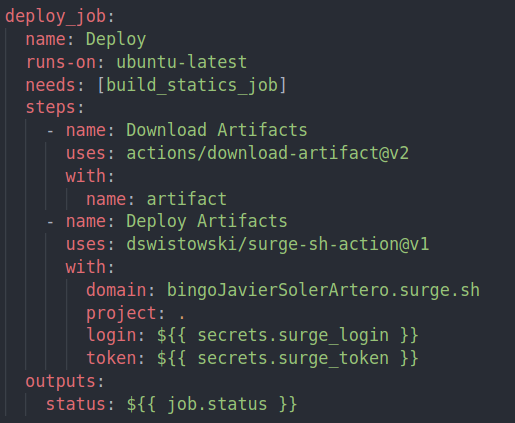 deploy_job:
name: Deploy
runs-on: ubuntu-latest
needs: [build_statics_job]
steps:
- name: Download Artifacts
uses: actions/download-artifact@v2
with:
name: artifact
- name: Deploy Artifacts
uses: dswistowski/surge-sh-action@v1
with:
domain: bingoJavierSolerArtero.surge.sh
project: .
login: ${{ secrets.surge_login }}
token: ${{ secrets.surge_token }}
outputs:
status: ${{ job.status }}